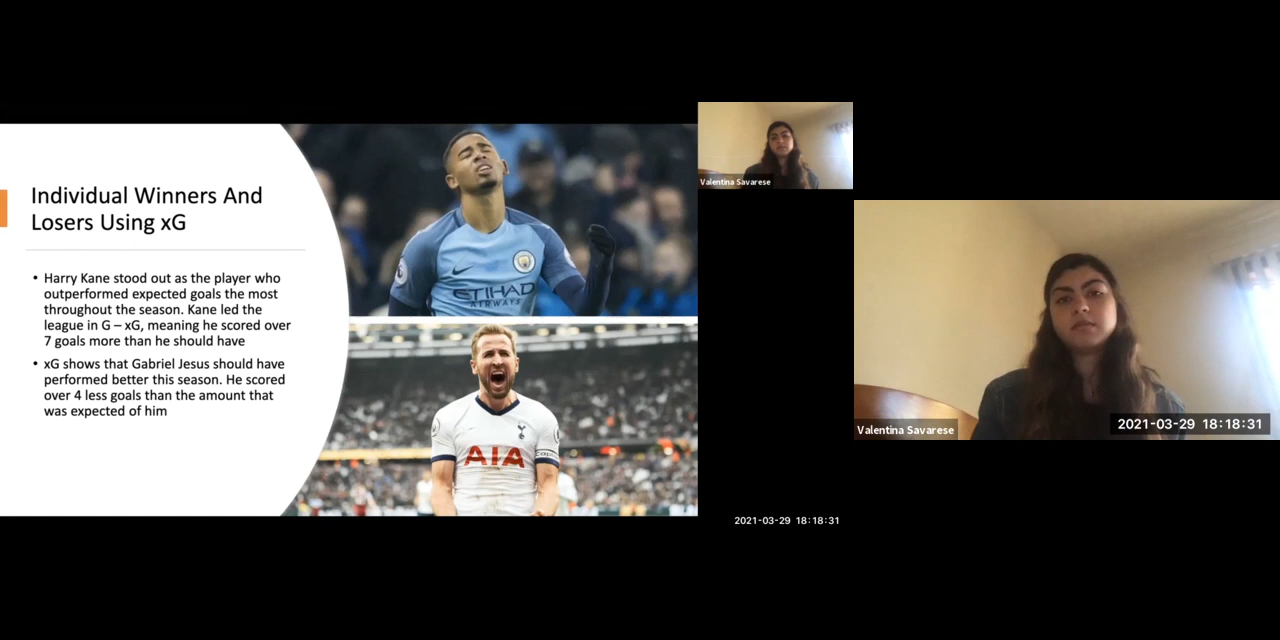 Individual Winners And
Losers Using xG
• Harry Kane stood out as the player who
outperformed expected goals the most
throughout the season. Kane led the
league in G – xG, meaning he scored over
7 goals more than he should have
• xG shows that Gabriel Jesus should have
performed better this season. He scored
over 4 less goals than the amount that
was expected of him
ETIHAD
AIRWAYS
AIA
Valentina Savarese
Valentina Savarese
2021-03-29 18:18:31
2021-03-29 18:18:31